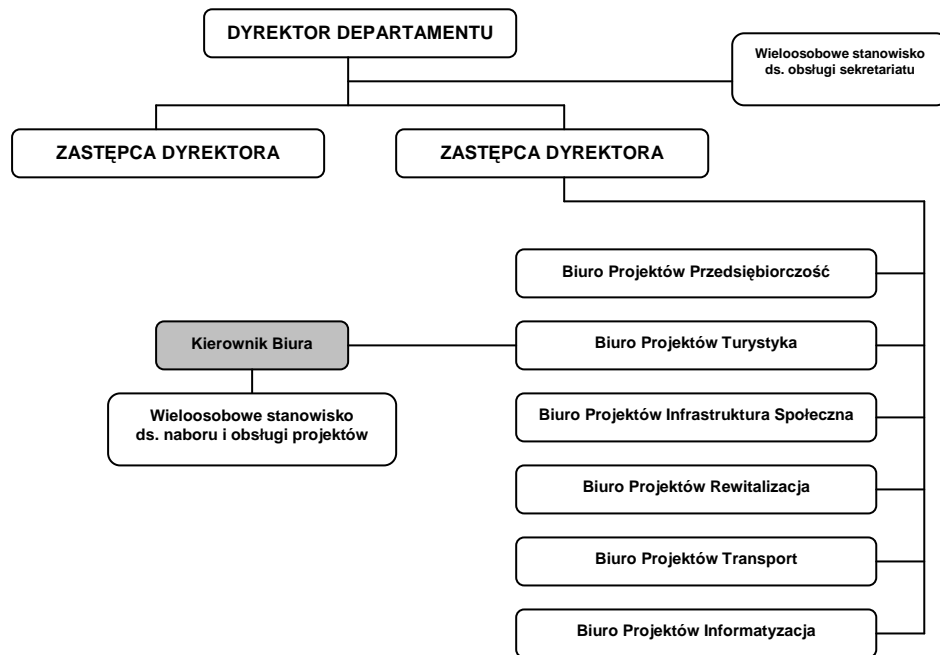 DYREKTOR DEPARTAMENTU
Wieloosobowe stanowisko
ds. obsługi sekretariatu
ZASTĘPCA DYREKTORA
ZASTĘPCA DYREKTORA
Biuro Projektów Przedsiębiorczość
Kierownik Biura
Biuro Projektów Turystyka
Wieloosobowe stanowisko
ds. naboru i obsługi projektów
Biuro Projektów Infrastruktura Społeczna
Biuro Projektów Rewitalizacja
Biuro Projektów Transport
Biuro Projektów Informatyzacja